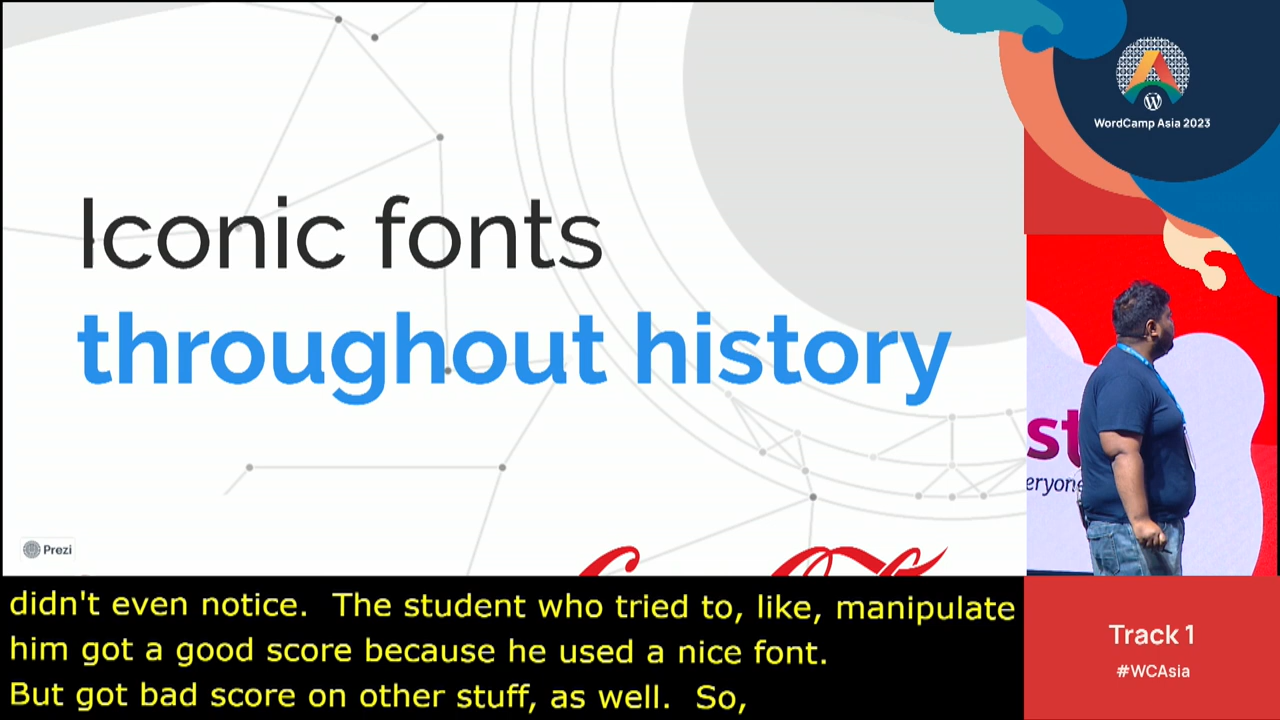 Iconic fonts
throughout history
Prezi
WordCamp Asia 2023
st
eryone
didn't even notice.  The student who tried to, like, manipulate
him got a good score because he used a nice font.
But got bad score on other stuff, as well.  So,
Track 1
#WCAsia